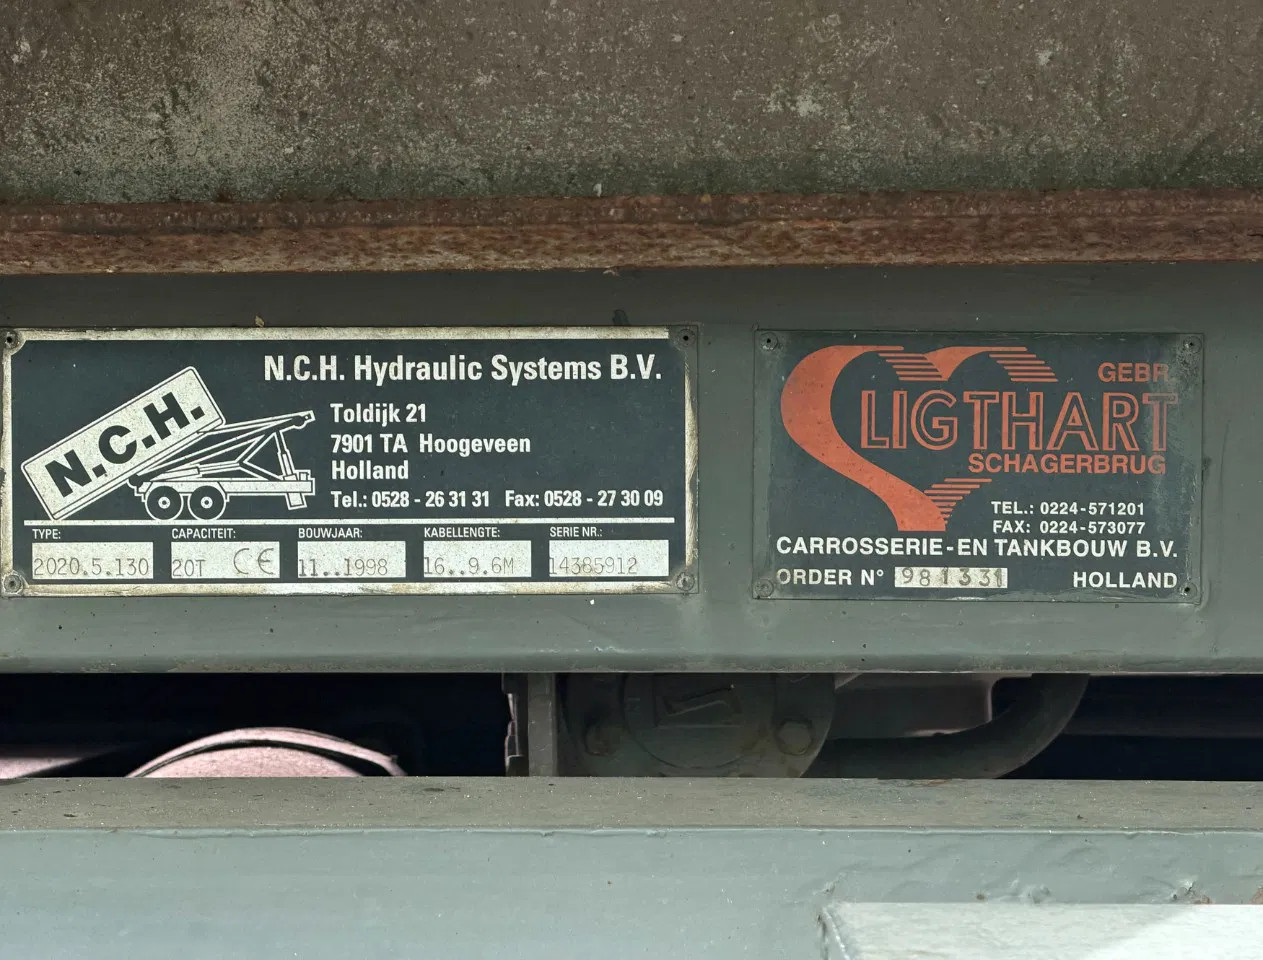 N.C.H. Hydraulic Systems B.V.
N.C.H.
Toldijk 21
7901 TA Hoogeveen
Holland
Tel.: 0528 - 26 31 31 Fax: 0528 - 27 30 09
TYPE: CAPACITEIT: BOUWJAAR: KABELLENGTE: SERIE NR.:
2020.5.130 20T CE 11..1998 16..9.6M 14385912
GEBR
LIGTHART
SCHAGERBRUG
TEL.: 0224-571201
FAX: 0224-573077
CARROSSERIE-EN TANKBOUW B.V.
ORDER N° 981331 HOLLAND